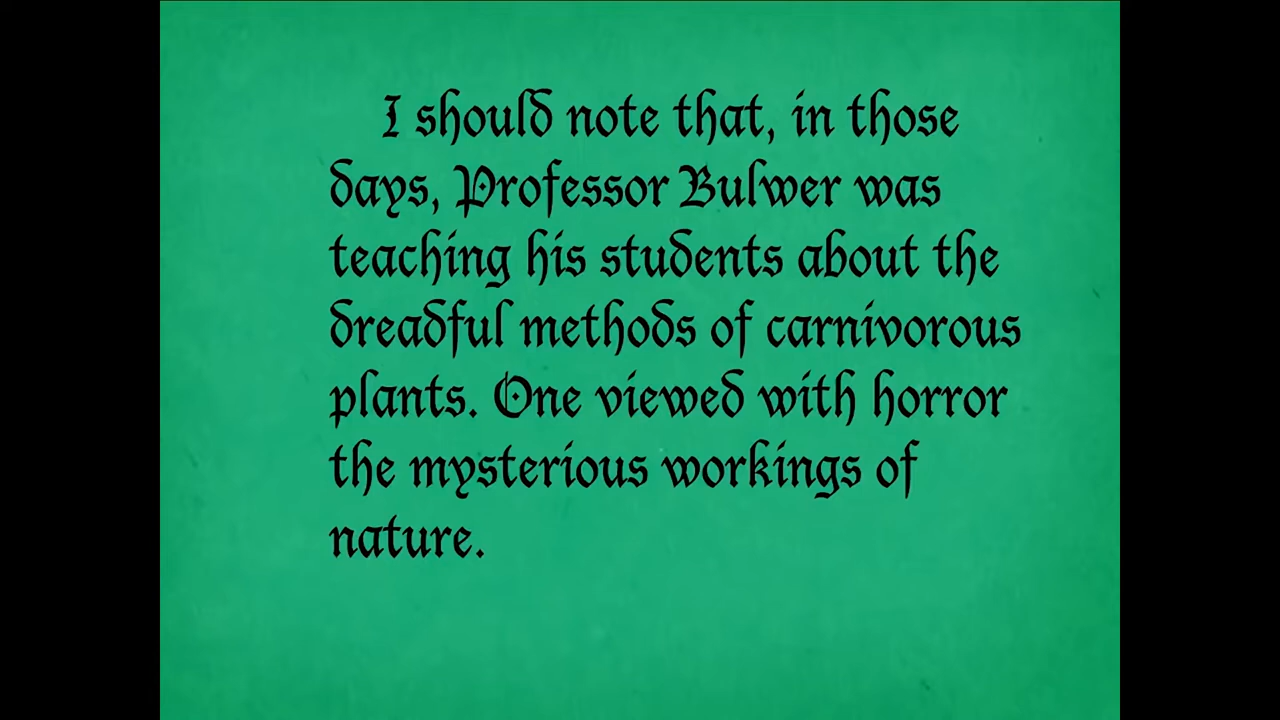 I should note that, in those
days, Professor Bulwer was
teaching his students about the
dreadful methods of carnivorous
plants. One viewed with horror
the mysterious workings of
nature.